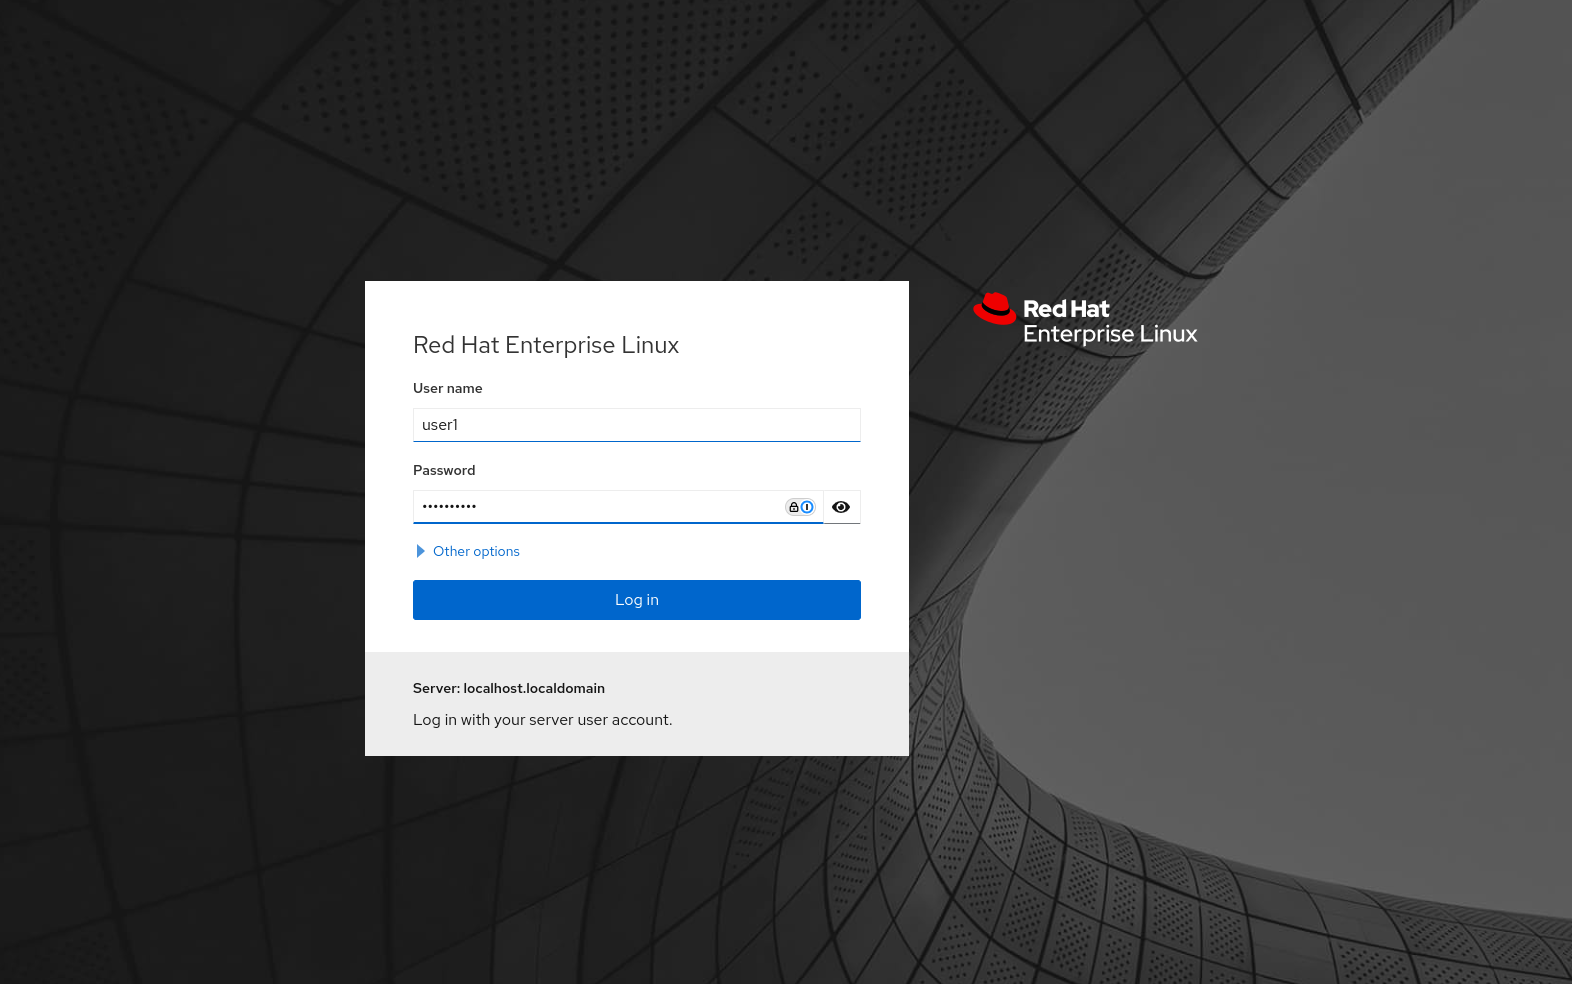 Red Hat Enterprise Linux
User name
user1
Password
••••••••••
Other options
Log in
Server: localhost.localdomain
Log in with your server user account.
Red Hat
Enterprise Linux